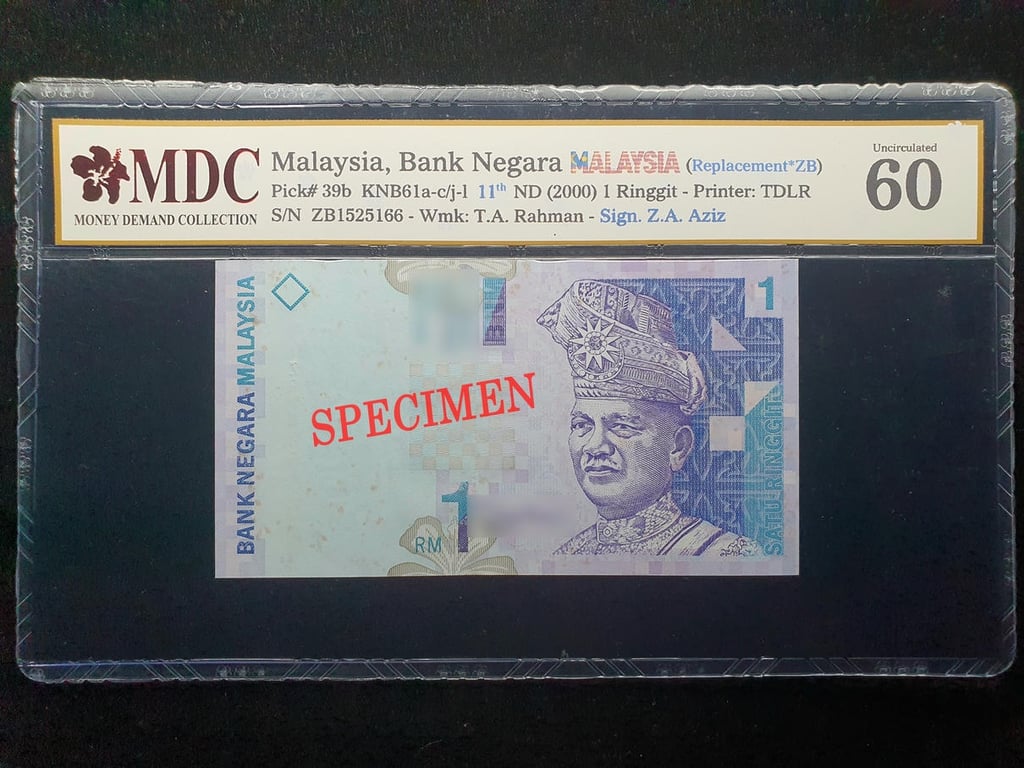 MDC
MONEY DEMAND COLLECTION
Malaysia, Bank Negara MALAYSIA (Replacement*ZB)
Pick# 39b KNB61a-c/j-l 11th ND (2000) 1 Ringgit - Printer: TDLR
S/N ZB1525166 - Wmk: T.A. Rahman - Sign. Z.A. Aziz
Uncirculated
60
BANK NEGARA MALAYSIA
1
SPECIMEN
RM 1
SATU RINGGIT